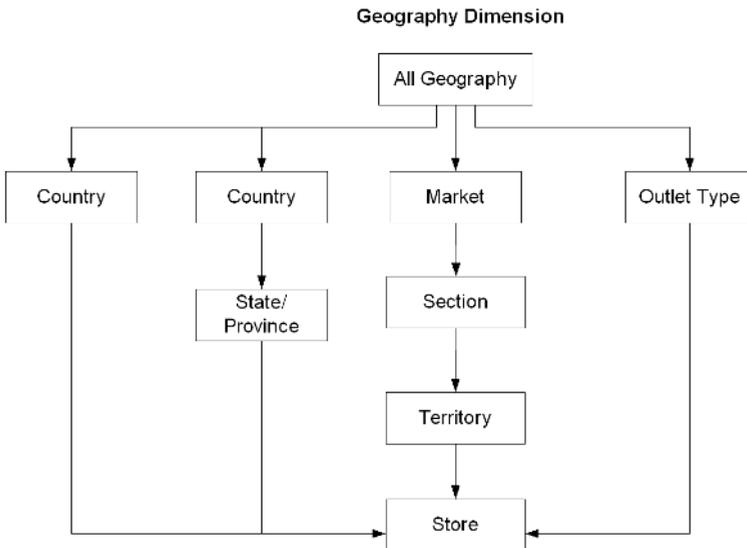 Geography Dimension
All Geography
Country
Country
Market
Outlet Type
State/
Province
Section
Territory
Store